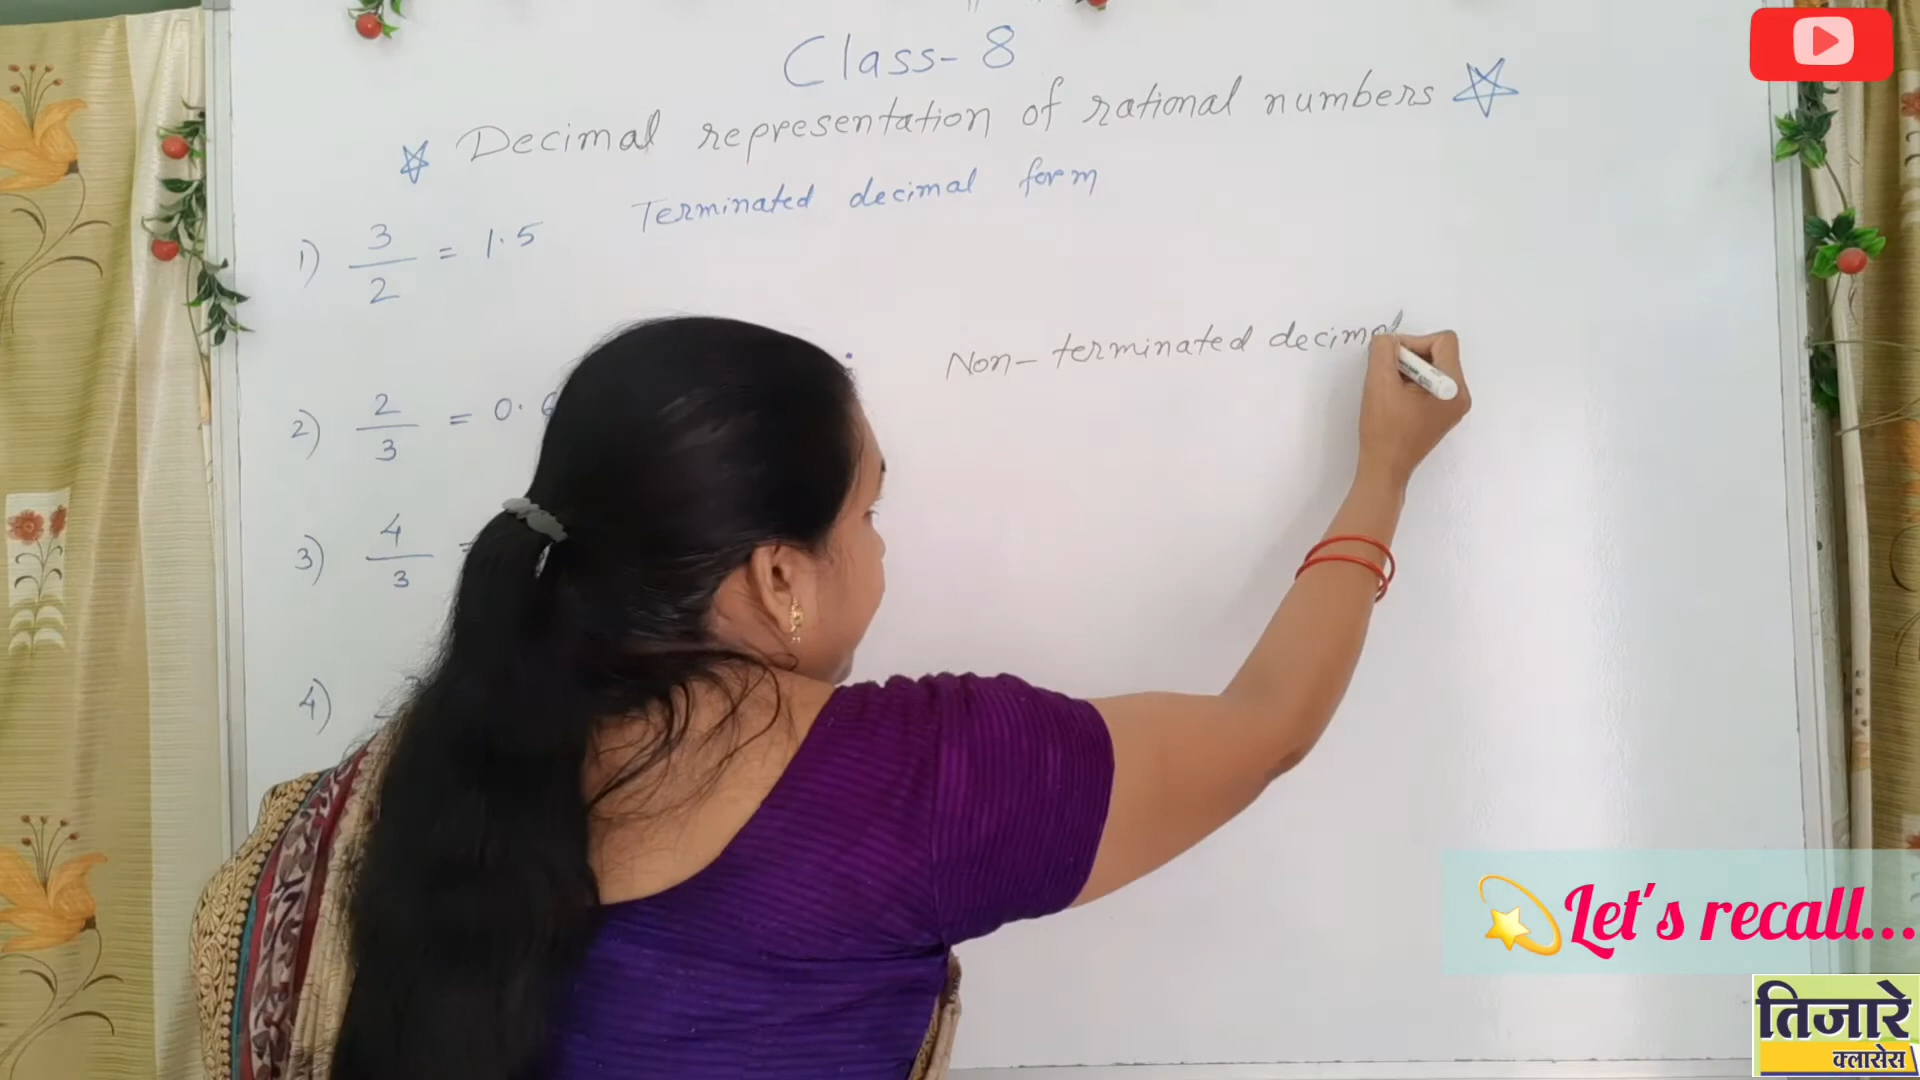 Class-8
Decimal representation of rational numbers
Terminated decimal form
1) 3/2 = 1.5
Non-terminated decimal
2) 2/3 = 0.6
3) 4/3 =
4)
Let's recall...
तिजारे
क्लासेस